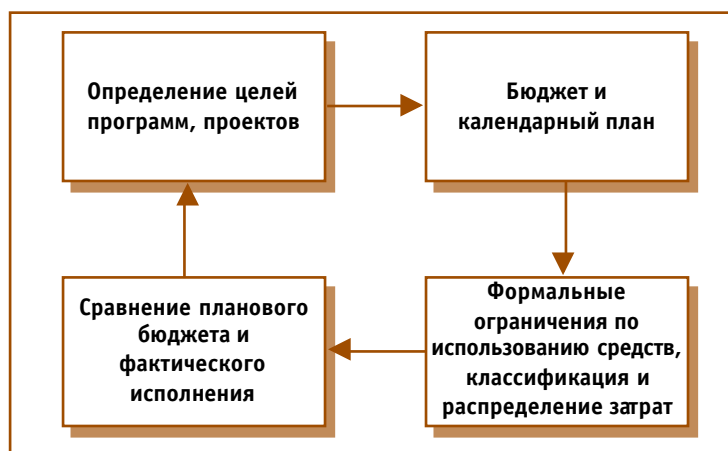 Определение целей
программ, проектов
Бюджет и
календарный план
Сравнение планового
бюджета и
фактического
исполнения
Формальные
ограничения по
использованию средств,
классификация и
распределение затрат